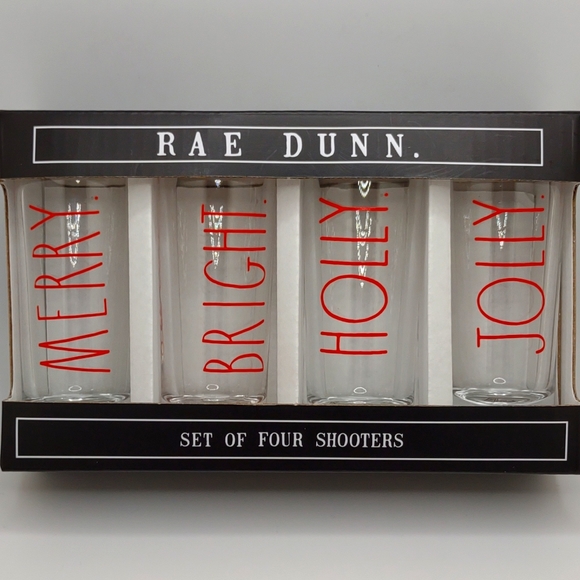 RAE DUNN.
MERRY.
BRIGHT.
HOLLY.
JOLLY.
SET OF FOUR SHOOTERS